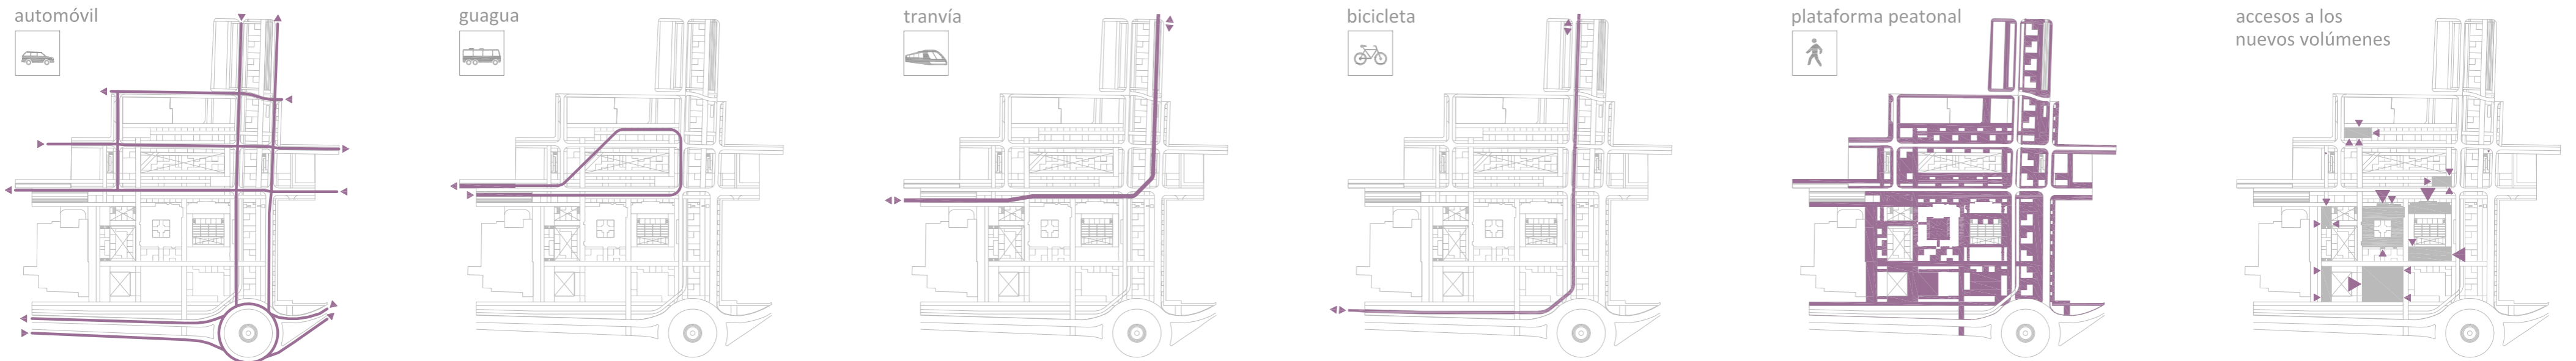 automóvil
guagua
tranvía
bicicleta
plataforma peatonal
accesos a los
nuevos volúmenes